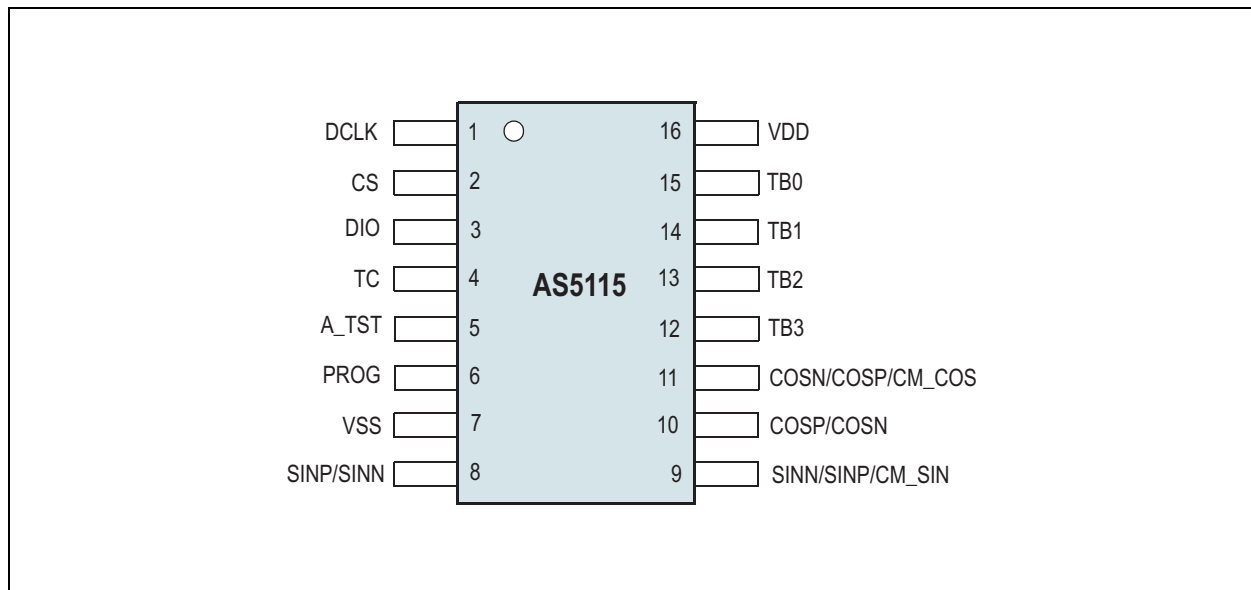 DCLK 1 16 VDD
CS 2 15 TB0
DIO 3 14 TB1
TC 4 AS5115 13 TB2
A_TST 5 12 TB3
PROG 6 11 COSN/COSP/CM_COS
VSS 7 10 COSP/COSN
SINP/SINN 8 9 SINN/SINP/CM_SIN